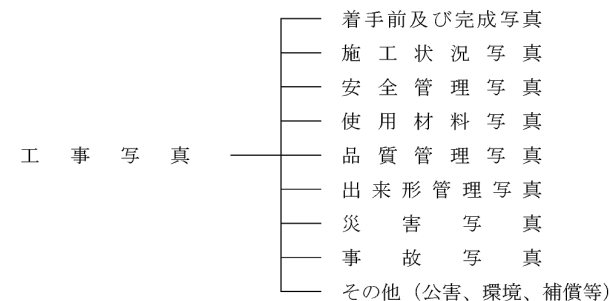 工事写真
着手前及び完成写真
施工状況写真
安全管理写真
使用材料写真
品質管理写真
出来形管理写真
災害写真
事故写真
その他（公害、環境、補償等）